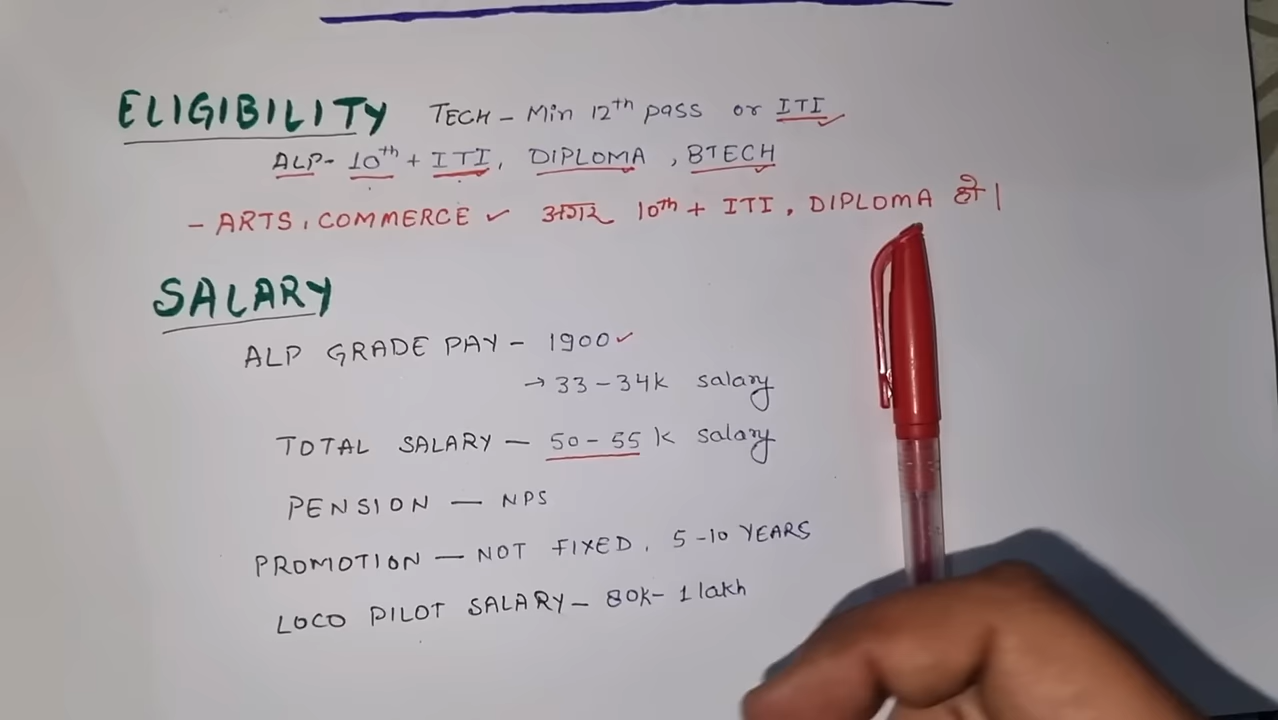 ELIGIBILITY TECH - Min 12th pass or ITI
ALP- 10th + ITI, DIPLOMA, BTECH
- ARTS, COMMERCE ✓ अगर 10th + ITI, DIPLOMA हो।
SALARY
ALP GRADE PAY - 1900
→ 33-34k salary
TOTAL SALARY - 50-55 k salary
PENSION - NPS
PROMOTION - NOT FIXED, 5-10 YEARS
LOCO PILOT SALARY - 80k- 1 lakh